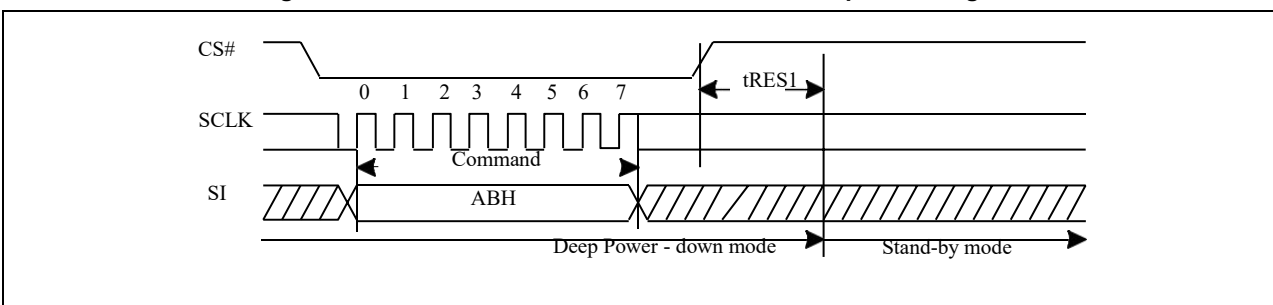 CS#
tRES1
0 1 2 3 4 5 6 7
SCLK
Command
SI
ABH
Deep Power - down mode
Stand-by mode